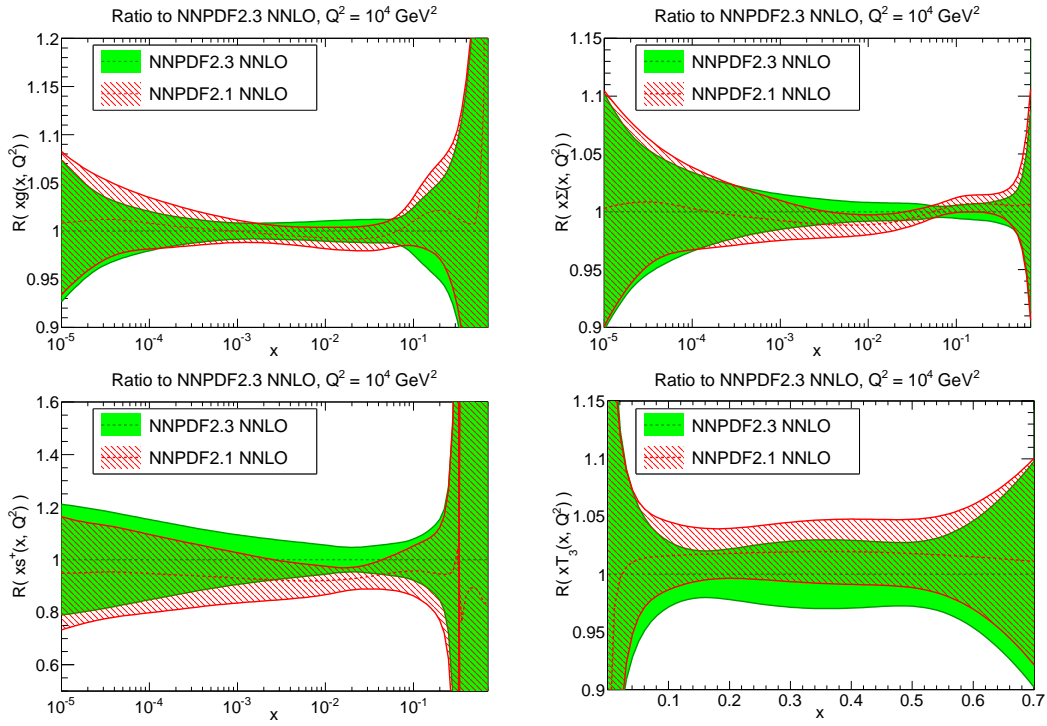 Ratio to NNPDF2.3 NNLO, Q² = 10⁴ GeV²
R( xg(x, Q²) )
1.2
1.15
1.1
1.05
1
0.95
0.9
NNPDF2.3 NNLO
NNPDF2.1 NNLO
10⁻⁵ 10⁻⁴ 10⁻³ 10⁻² 10⁻¹
x
Ratio to NNPDF2.3 NNLO, Q² = 10⁴ GeV²
R( xΣ(x, Q²) )
1.15
1.1
1.05
1
0.95
0.9
NNPDF2.3 NNLO
NNPDF2.1 NNLO
10⁻⁵ 10⁻⁴ 10⁻³ 10⁻² 10⁻¹
x
Ratio to NNPDF2.3 NNLO, Q² = 10⁴ GeV²
R( xs⁺(x, Q²) )
1.6
1.4
1.2
1
0.8
0.6
NNPDF2.3 NNLO
NNPDF2.1 NNLO
10⁻⁵ 10⁻⁴ 10⁻³ 10⁻² 10⁻¹
x
Ratio to NNPDF2.3 NNLO, Q² = 10⁴ GeV²
R( xT₃(x, Q²) )
1.15
1.1
1.05
1
0.95
0.9
NNPDF2.3 NNLO
NNPDF2.1 NNLO
0.1 0.2 0.3 0.4 0.5 0.6 0.7
x